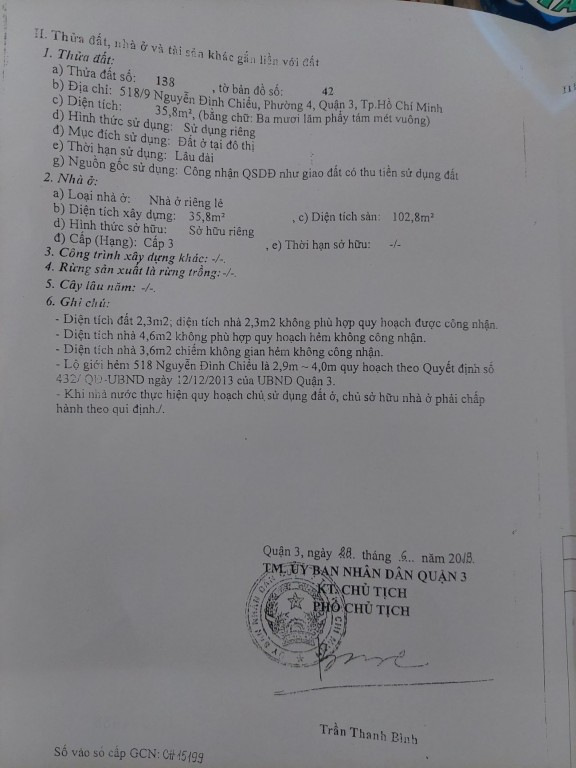 II. Thửa đất, nhà ở và tài sản khác gắn liền với đất
1. Thửa đất:
a) Thửa đất số: 138 , tờ bản đồ số: 42
b) Địa chỉ: 518/9 Nguyễn Đình Chiểu, Phường 4, Quận 3, Tp.Hồ Chí Minh
c) Diện tích: 35,8m², (bằng chữ: Ba mươi lăm phẩy tám mét vuông)
d) Hình thức sử dụng: Sử dụng riêng
đ) Mục đích sử dụng: Đất ở tại đô thị
e) Thời hạn sử dụng: Lâu dài
g) Nguồn gốc sử dụng: Công nhận QSDĐ như giao đất có thu tiền sử dụng đất
2. Nhà ở:
a) Loại nhà ở: Nhà ở riêng lẻ
b) Diện tích xây dựng: 35,8m² , c) Diện tích sàn: 102,8m²
d) Hình thức sở hữu: Sở hữu riêng
đ) Cấp (Hạng): Cấp 3 , e) Thời hạn sở hữu: -/-
3. Công trình xây dựng khác: -/-.
4. Rừng sản xuất là rừng trồng: -/-.
5. Cây lâu năm: -/-.
6. Ghi chú:
- Diện tích đất 2,3m2; diện tích nhà 2,3m2 không phù hợp quy hoạch được công nhận.
- Diện tích nhà 4,6m2 không phù hợp quy hoạch hẻm không công nhận.
- Diện tích nhà 3,6m2 chiếm không gian hẻm không công nhận.
- Lộ giới hẻm 518 Nguyễn Đình Chiểu là 2,9m ~ 4,0m quy hoạch theo Quyết định số
432/ QĐ-UBND ngày 12/12/2013 của UBND Quận 3.
- Khi nhà nước thực hiện quy hoạch chủ sử dụng đất ở, chủ sở hữu nhà ở phải chấp
hành theo qui định./.
Quận 3, ngày 28. tháng .6... năm 2018.
TM. ỦY BAN NHÂN DÂN QUẬN 3
KT. CHỦ TỊCH
PHÓ CHỦ TỊCH
Trần Thanh Bình
Số vào sổ cấp GCN: CH 15199